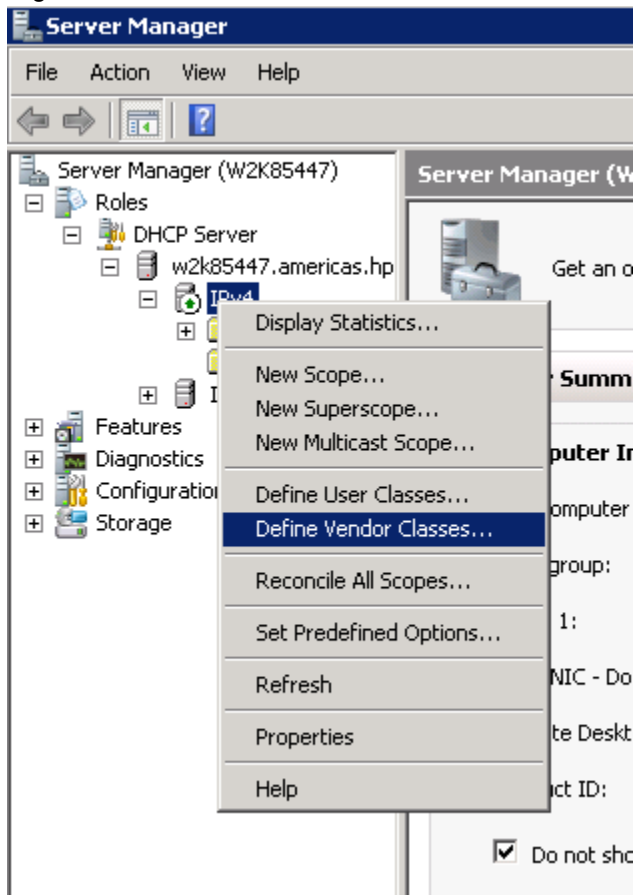 Server Manager
File Action View Help
Server Manager (W2K85447)
Roles
DHCP Server
w2k85447.americas.hp
IPv4
Features
Diagnostics
Configuration
Storage
Display Statistics...
New Scope...
New Superscope...
New Multicast Scope...
Define User Classes...
Define Vendor Classes...
Reconcile All Scopes...
Set Predefined Options...
Refresh
Properties
Help
Server Manager (W
Get an o
Summ
puter In
omputer
group:
1:
NIC - Do
te Deskt
ct ID:
Do not sho